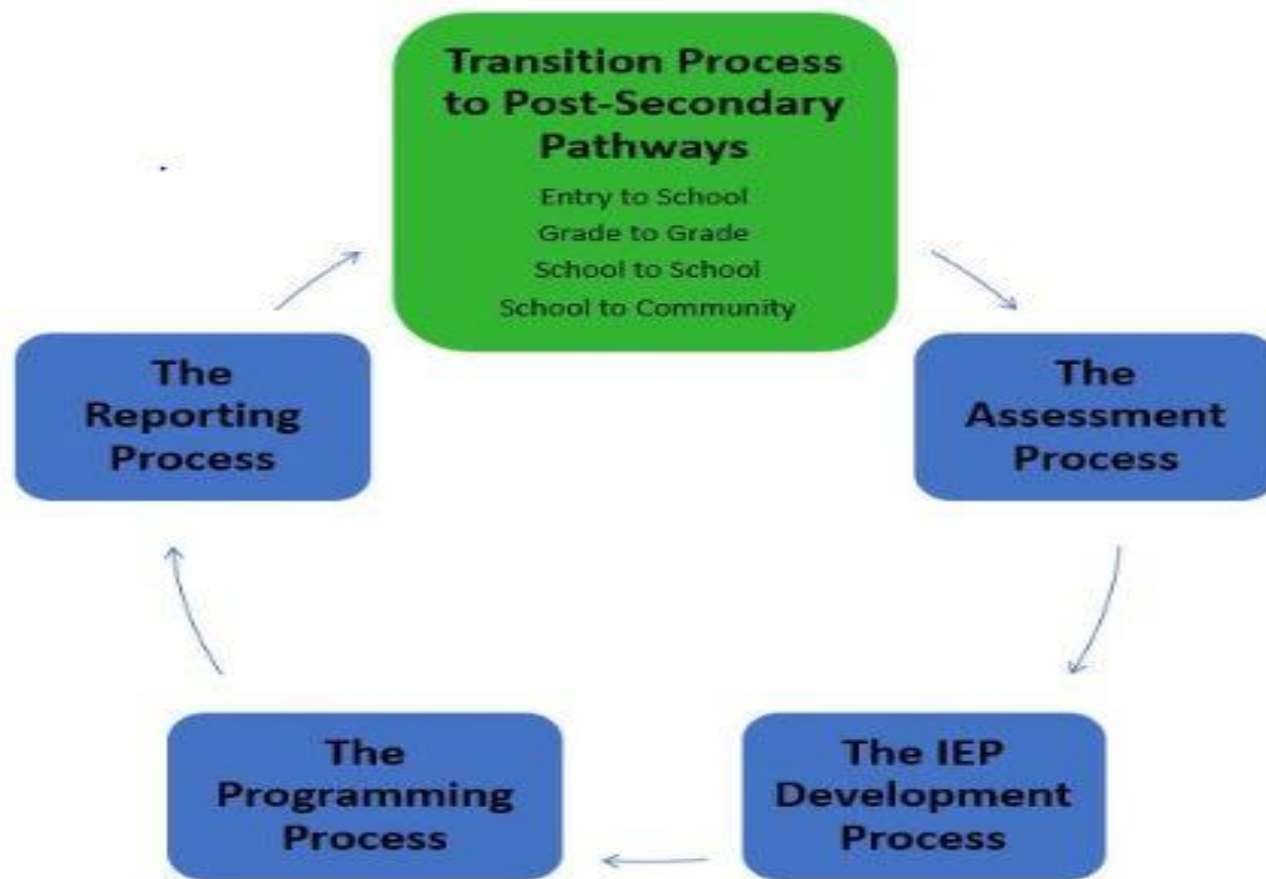 Transition Process
to Post-Secondary
Pathways
Entry to School
Grade to Grade
School to School
School to Community
The
Assessment
Process
The IEP
Development
Process
The
Programming
Process
The
Reporting
Process